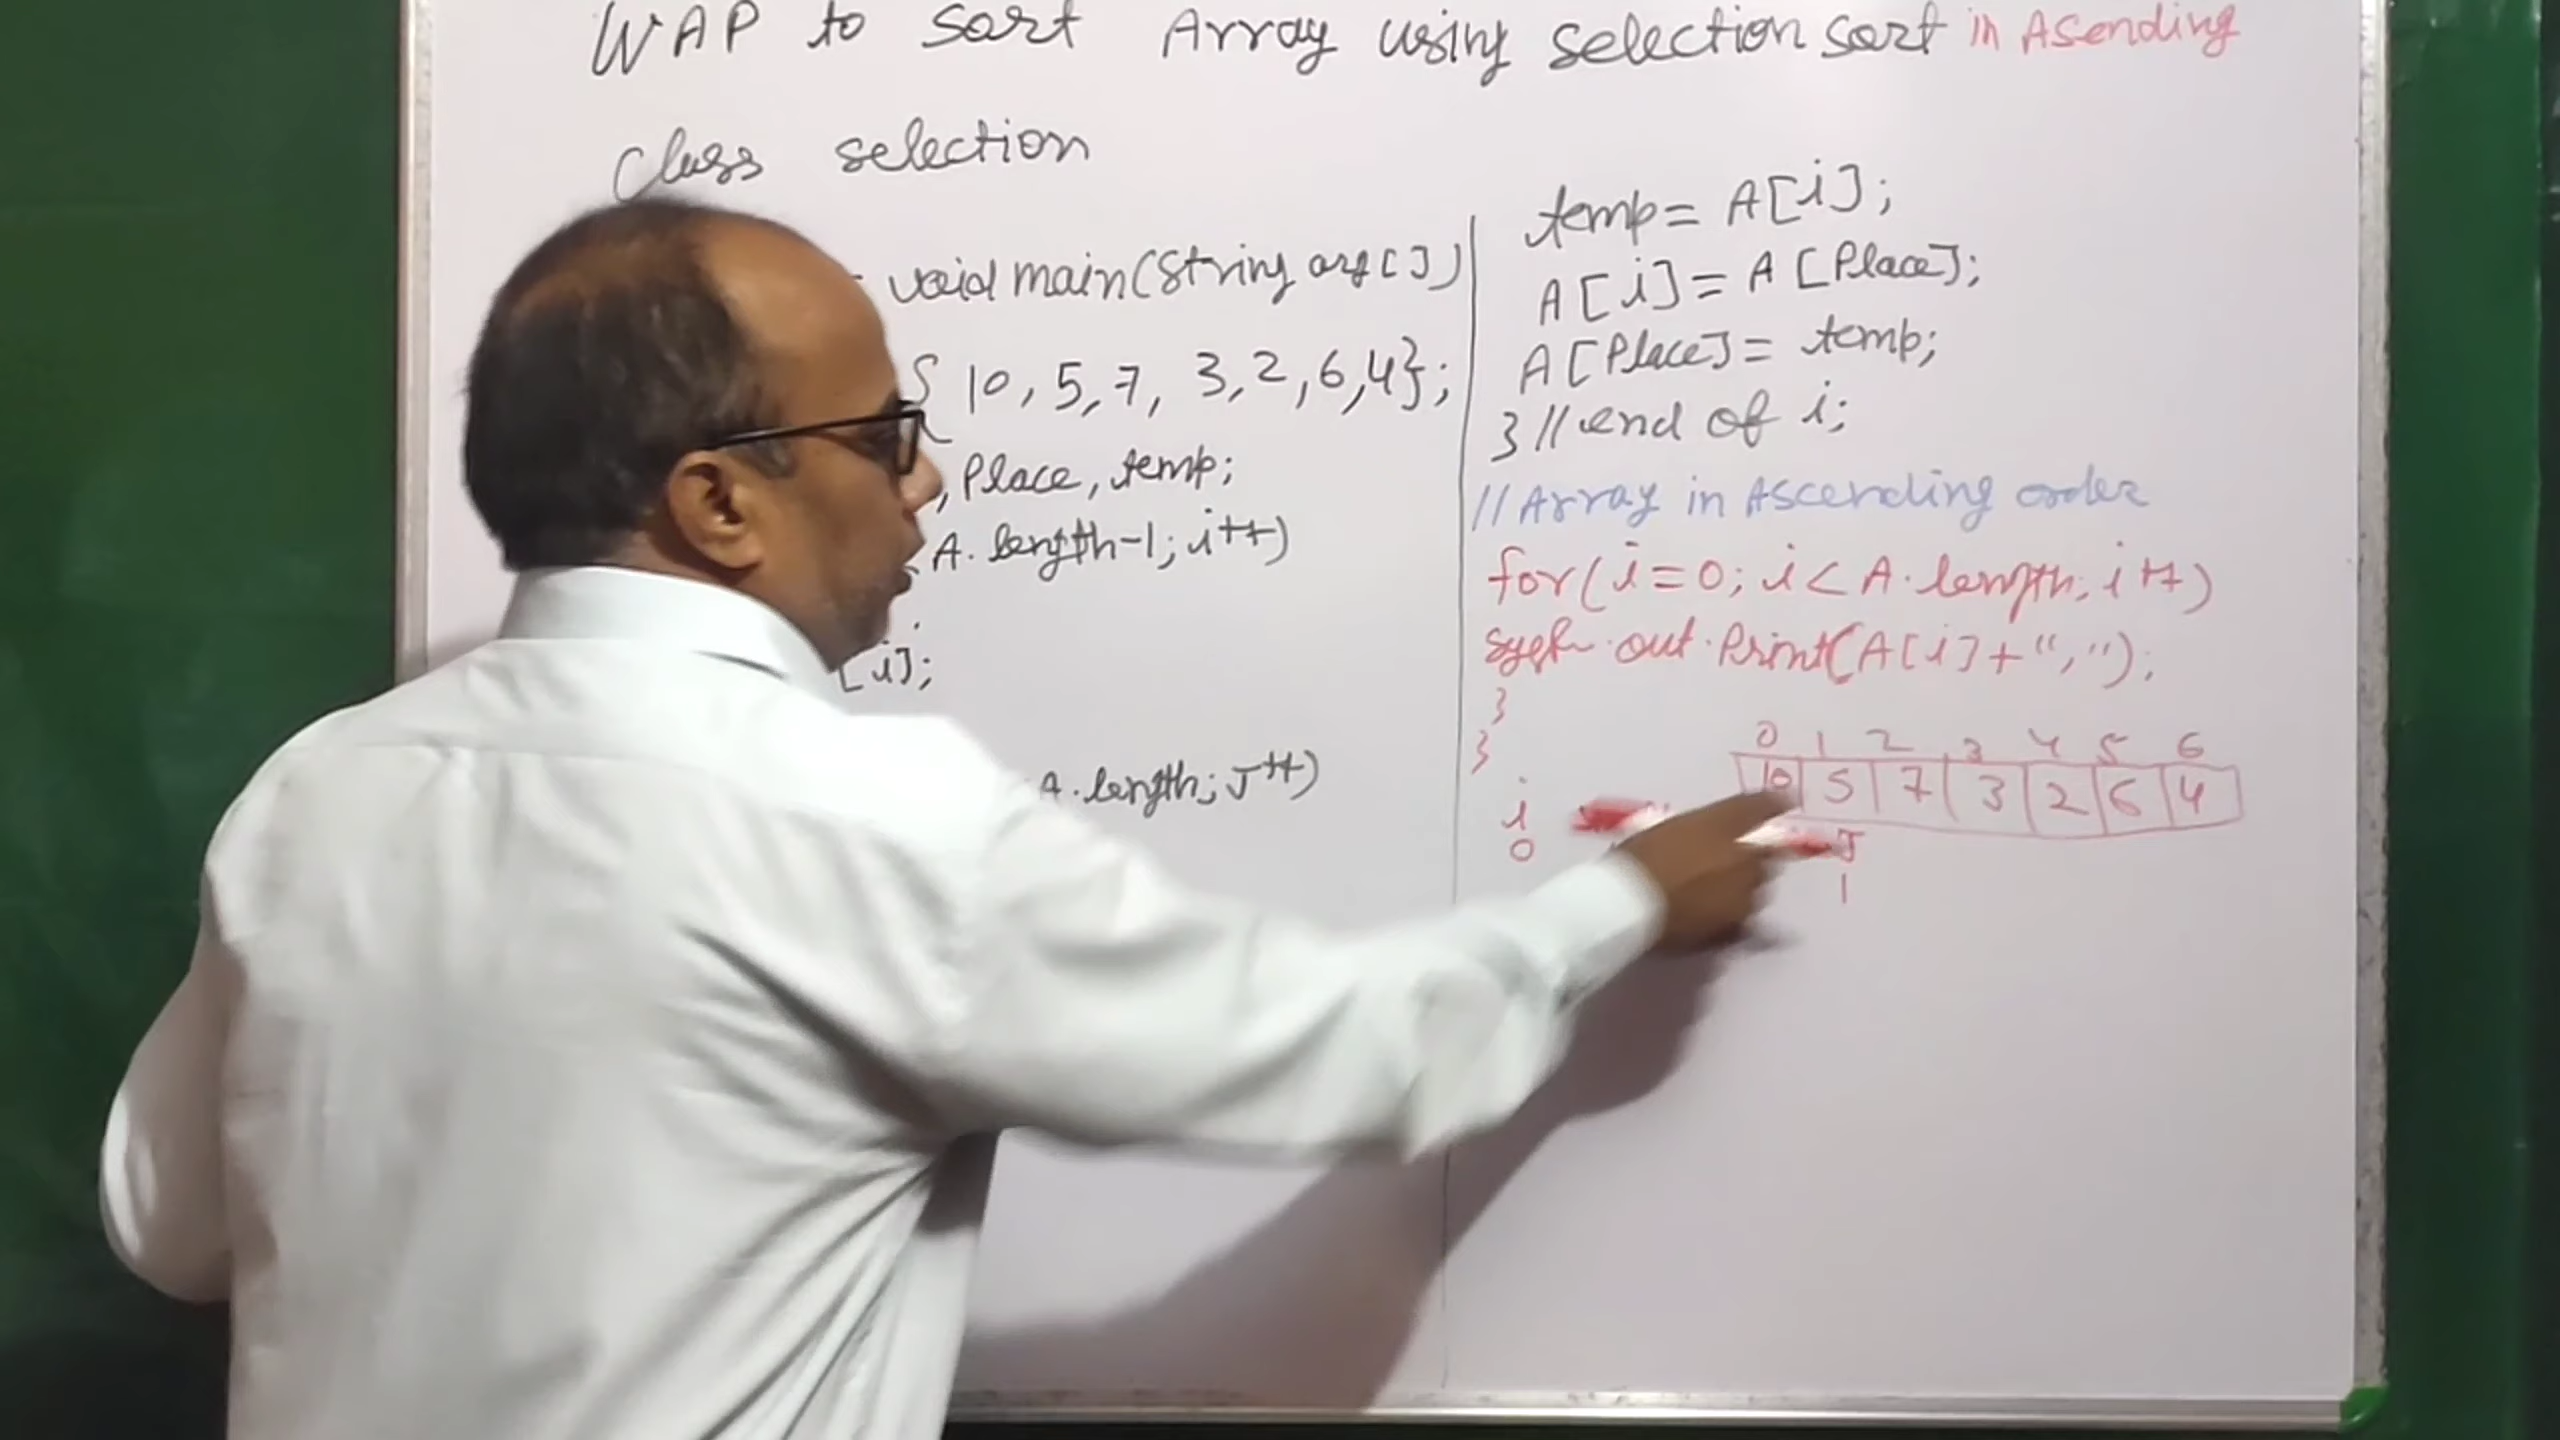 WAP to Sort Array using Selection Sort in Asending
Class selection
void main(String arg[])
{ 10, 5, 7, 3, 2, 6, 4};
, Place, temp;
A.length-1; i++)
[i];
A.length; J++)
temp= A[i];
A[i]= A[Place];
A[Place]= temp;
} // end of i;
// Array in Ascending order
for(i=0; i<A.length; i++)
System.out.Print(A[i]+",");
}
}
0 1 2 3 4 5 6
10 5 7 3 2 6 4
i J
0 1